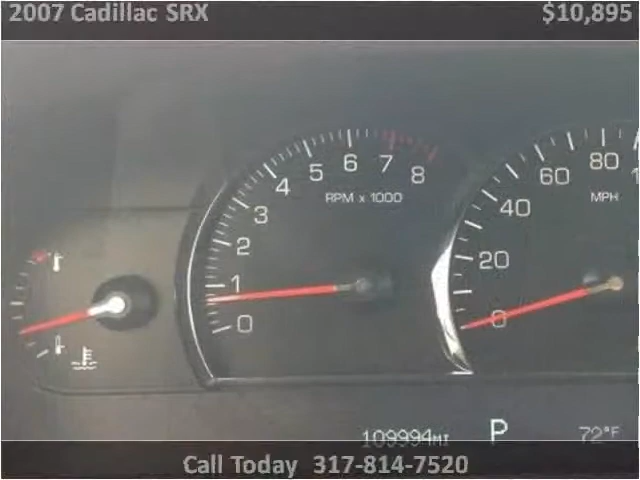 2007 Cadillac SRX $10,895
0 1 2 3 4 5 6 7 8
RPM x 1000
0 20 40 60 80
MPH
109994MI P 72°F
Call Today 317-814-7520